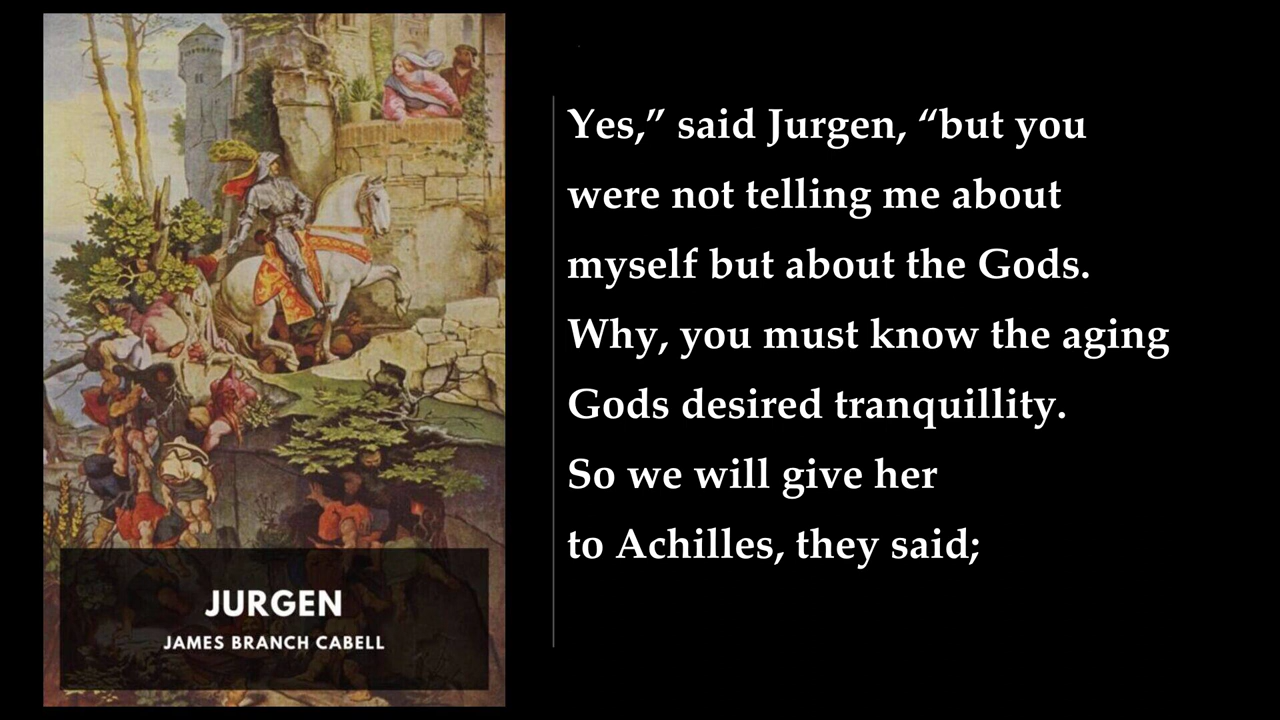 JURGEN
JAMES BRANCH CABELL
Yes,” said Jurgen, “but you
were not telling me about
myself but about the Gods.
Why, you must know the aging
Gods desired tranquillity.
So we will give her
to Achilles, they said;